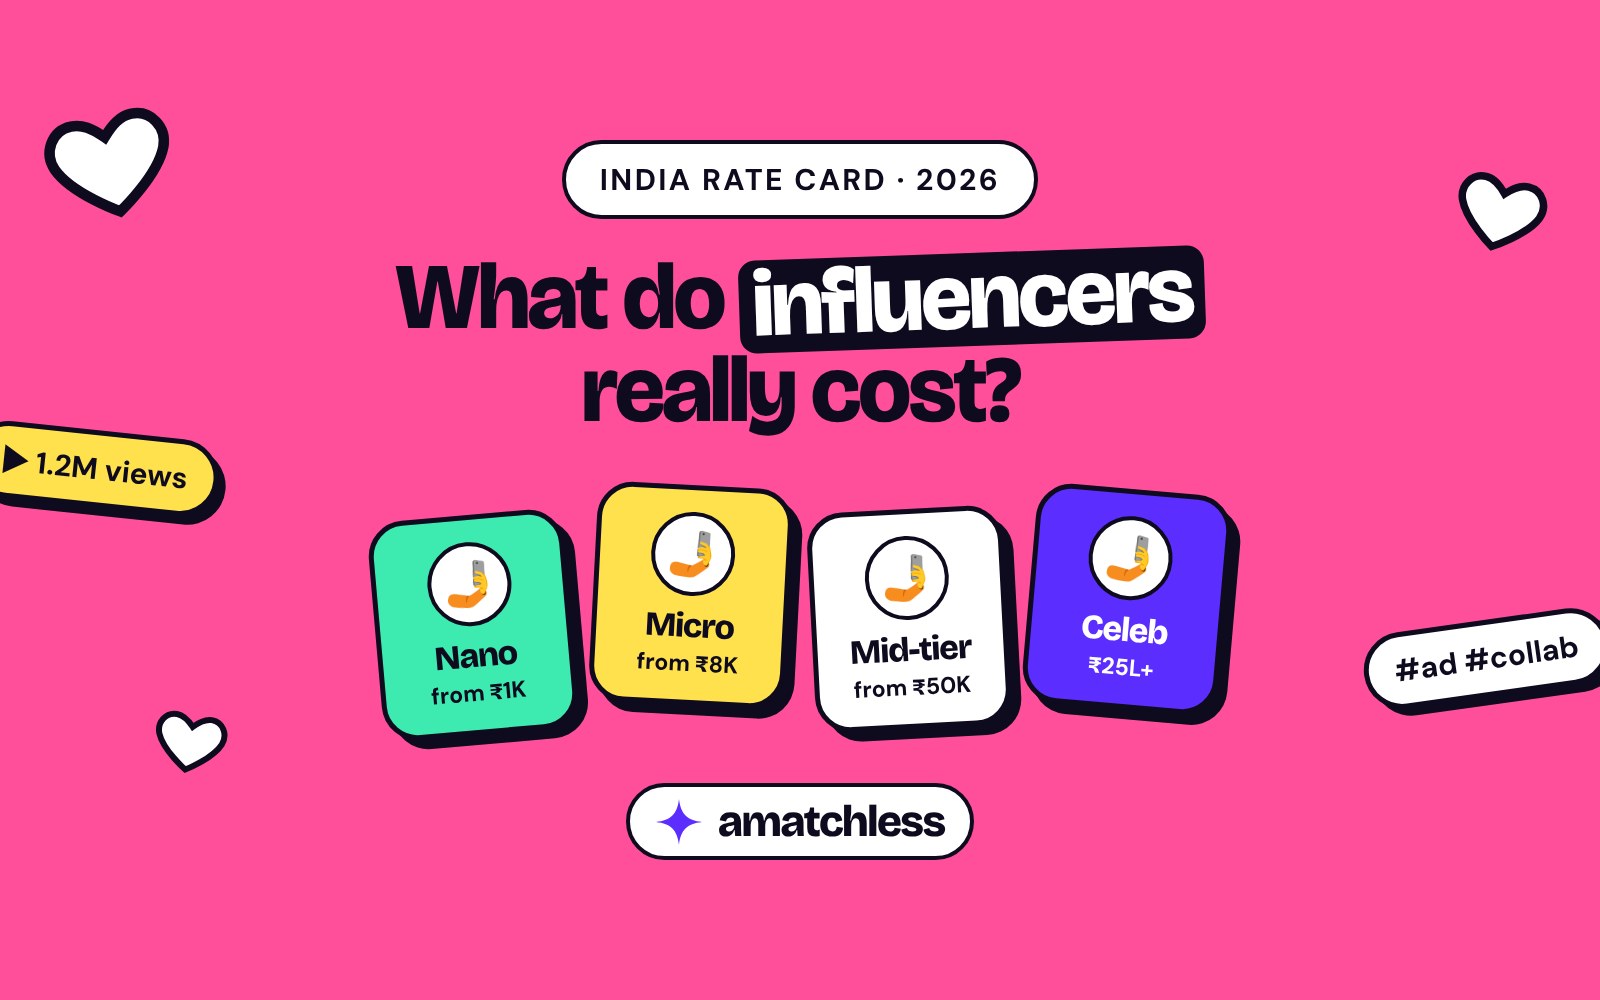 INDIA RATE CARD · 2026
What do influencers
really cost?
▶ 1.2M views
Nano
from ₹1K
Micro
from ₹8K
Mid-tier
from ₹50K
Celeb
₹25L+
#ad #collab
amatchless